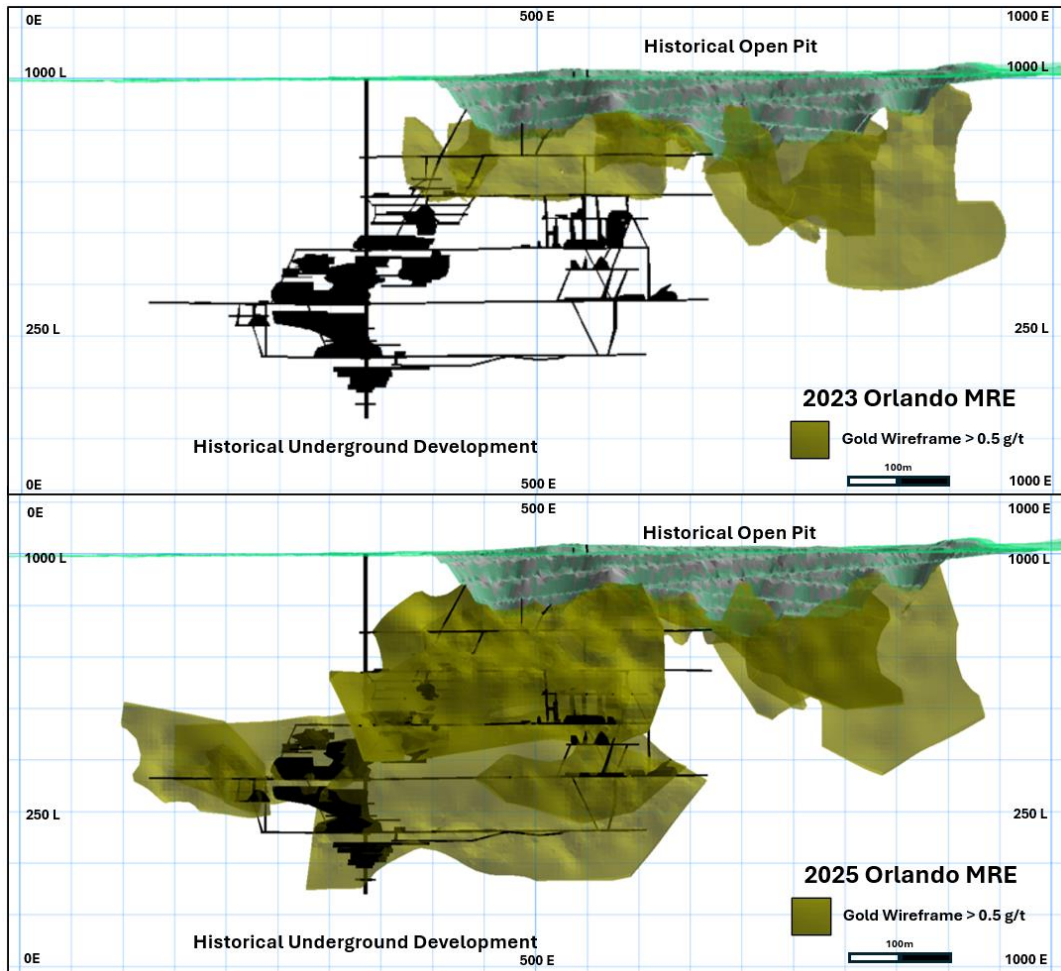 0E
500 E
1000 E
Historical Open Pit
1000 L
1000 L
250 L
250 L
2023 Orlando MRE
Gold Wireframe > 0.5 g/t
Historical Underground Development
100m
0E
500 E
1000 E
0E
500 E
1000 E
Historical Open Pit
1000 L
1000 L
250 L
250 L
2025 Orlando MRE
Gold Wireframe > 0.5 g/t
Historical Underground Development
100m
0E
500 E
1000 E